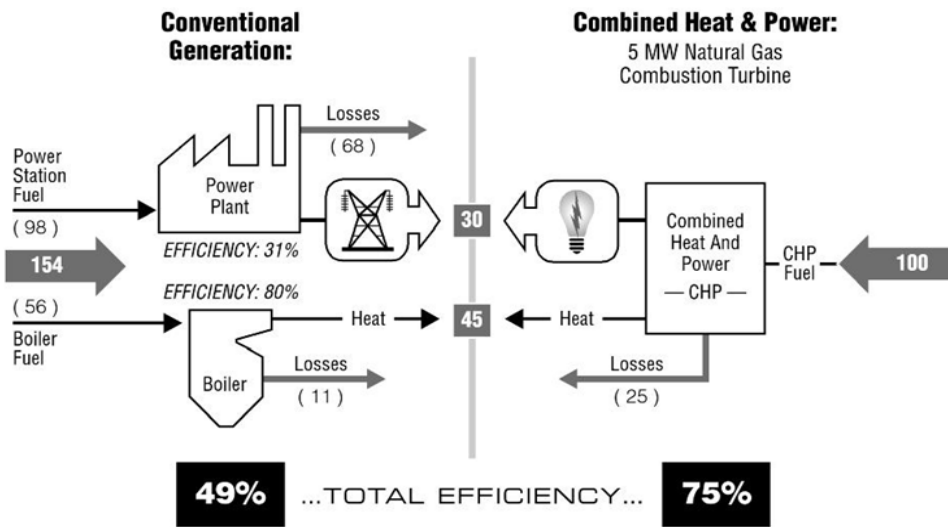 Conventional
Generation:
Combined Heat & Power:
5 MW Natural Gas
Combustion Turbine
Losses
( 68 )
Power
Station
Fuel
( 98 )
Power
Plant
EFFICIENCY: 31%
30
Combined
Heat And
Power
— CHP —
CHP
Fuel
100
154
EFFICIENCY: 80%
( 56 )
Boiler
Fuel
Boiler
Heat
45
Heat
Losses
( 11 )
Losses
( 25 )
49% ...TOTAL EFFICIENCY... 75%